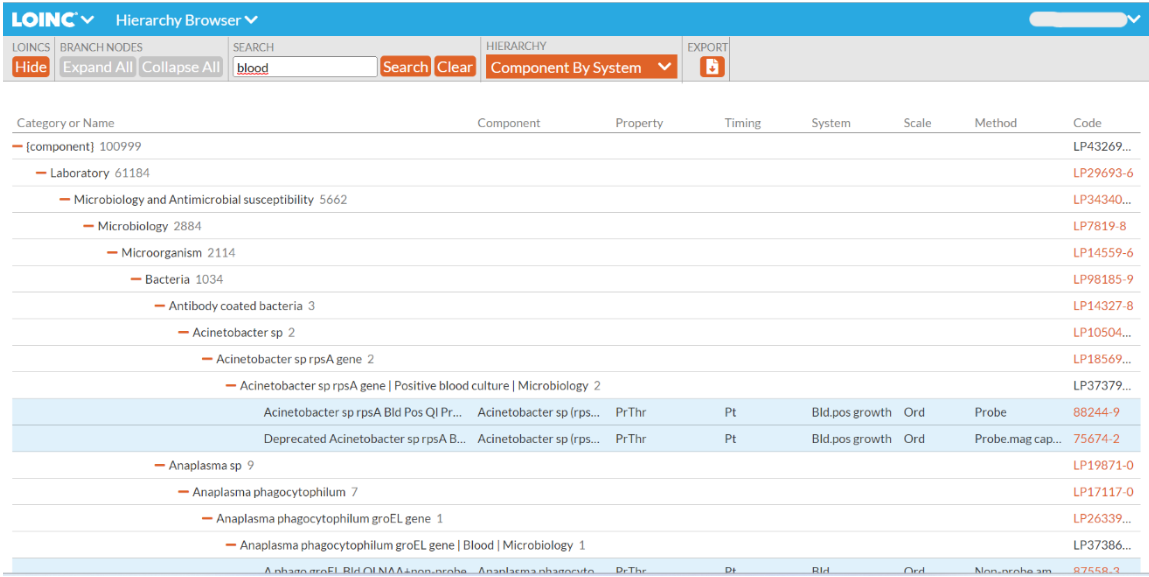 LOINC Hierarchy Browser
LOINCS BRANCH NODES SEARCH HIERARCHY EXPORT
Hide Expand All Collapse All blood Search Clear Component By System
Category or Name Component Property Timing System Scale Method Code
{component} 100999 LP43269...
Laboratory 61184 LP29693-6
Microbiology and Antimicrobial susceptibility 5662 LP34340...
Microbiology 2884 LP7819-8
Microorganism 2114 LP14559-6
Bacteria 1034 LP98185-9
Antibody coated bacteria 3 LP14327-8
Acinetobacter sp 2 LP10504...
Acinetobacter sp rpsA gene 2 LP18569...
Acinetobacter sp rpsA gene | Positive blood culture | Microbiology 2 LP37379...
Acinetobacter sp rpsA Bld Pos Ql Pr... Acinetobacter sp (rps... PrThr Pt Bld.pos growth Ord Probe 88244-9
Deprecated Acinetobacter sp rpsA B... Acinetobacter sp (rps... PrThr Pt Bld.pos growth Ord Probe.mag cap... 75674-2
Anaplasma sp 9 LP19871-0
Anaplasma phagocytophilum 7 LP17117-0
Anaplasma phagocytophilum groEL gene 1 LP26339...
Anaplasma phagocytophilum groEL gene | Blood | Microbiology 1 LP37386...
A phago groEL Bld Ql NAA+non-probe Anaplasma phagocyto... PrThr Pt Bld Ord Non-probe.am... 87558-3